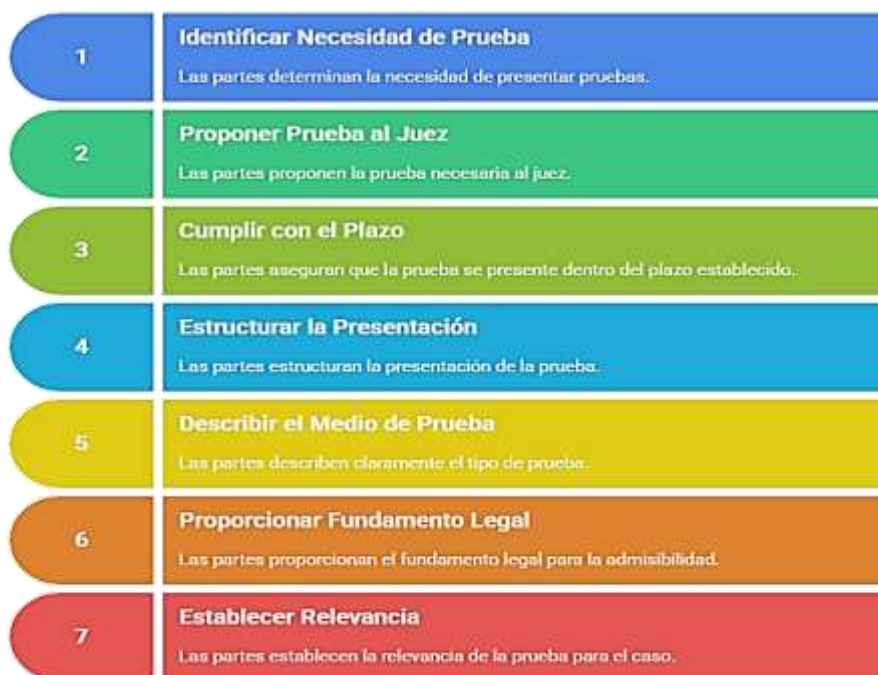 1
Identificar Necesidad de Prueba
Las partes determinan la necesidad de presentar pruebas.
2
Proponer Prueba al Juez
Las partes proponen la prueba necesaria al juez.
3
Cumplir con el Plazo
Las partes aseguran que la prueba se presente dentro del plazo establecido.
4
Estructurar la Presentación
Las partes estructuran la presentación de la prueba.
5
Describir el Medio de Prueba
Las partes describen claramente el tipo de prueba.
6
Proporcionar Fundamento Legal
Las partes proporcionan el fundamento legal para la admisibilidad.
7
Establecer Relevancia
Las partes establecen la relevancia de la prueba para el caso.